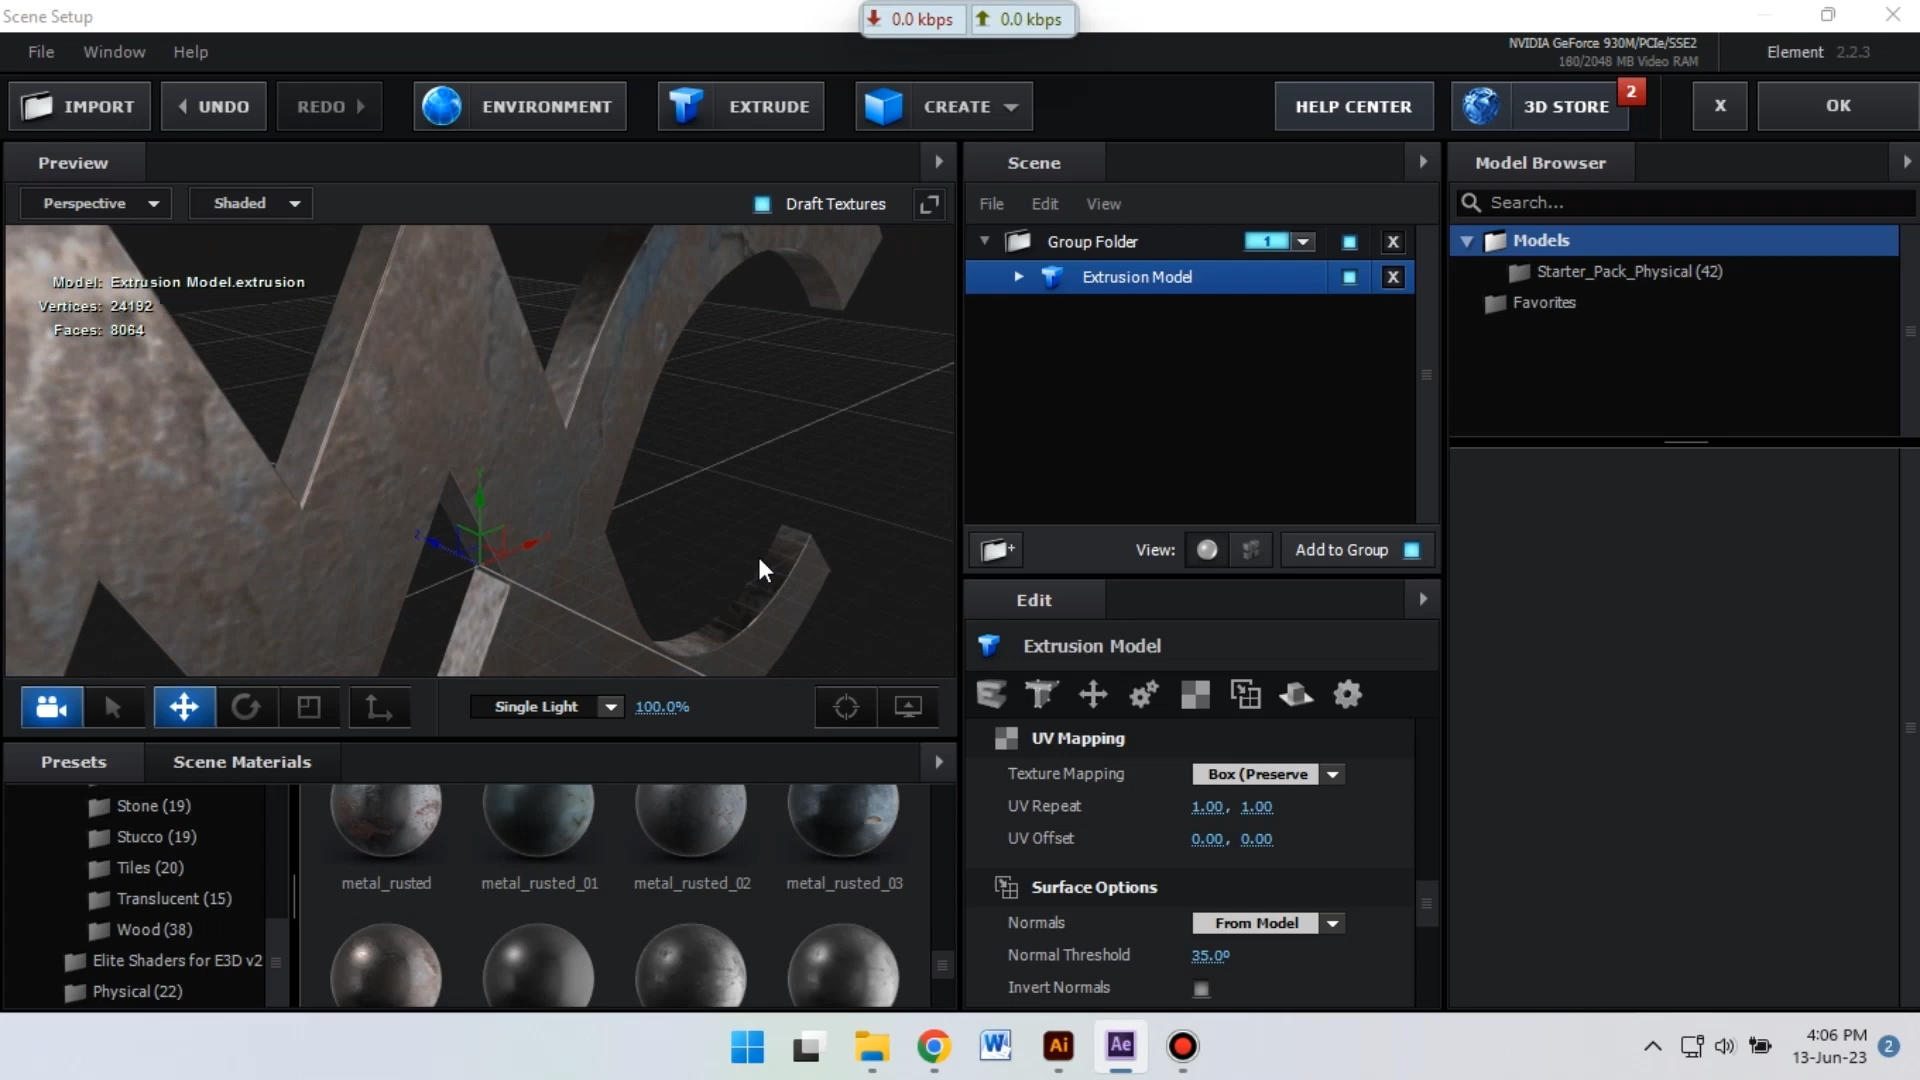 Scene Setup
0.0 kbps
0.0 kbps
File Window Help
NVIDIA GeForce 930M/PCIe/SSE2
160/2048 MB Video RAM
Element 2.2.3
IMPORT
UNDO
REDO
ENVIRONMENT
EXTRUDE
CREATE
HELP CENTER
3D STORE
2
X
OK
Preview
Perspective
Shaded
Draft Textures
Model: Extrusion Model.extrusion
Vertices: 24192
Faces: 8064
Single Light
100.0%
Presets
Scene Materials
Stone (19)
Stucco (19)
Tiles (20)
Translucent (15)
Wood (38)
Elite Shaders for E3D v2
Physical (22)
metal_rusted
metal_rusted_01
metal_rusted_02
metal_rusted_03
Scene
File Edit View
Group Folder
1
X
Extrusion Model
X
View:
Add to Group
Edit
Extrusion Model
UV Mapping
Texture Mapping
Box (Preserve
UV Repeat
1.00, 1.00
UV Offset
0.00, 0.00
Surface Options
Normals
From Model
Normal Threshold
35.0º
Invert Normals
Model Browser
Search...
Models
Starter_Pack_Physical (42)
Favorites
W
Ai
Ae
4:06 PM
13-Jun-23
2